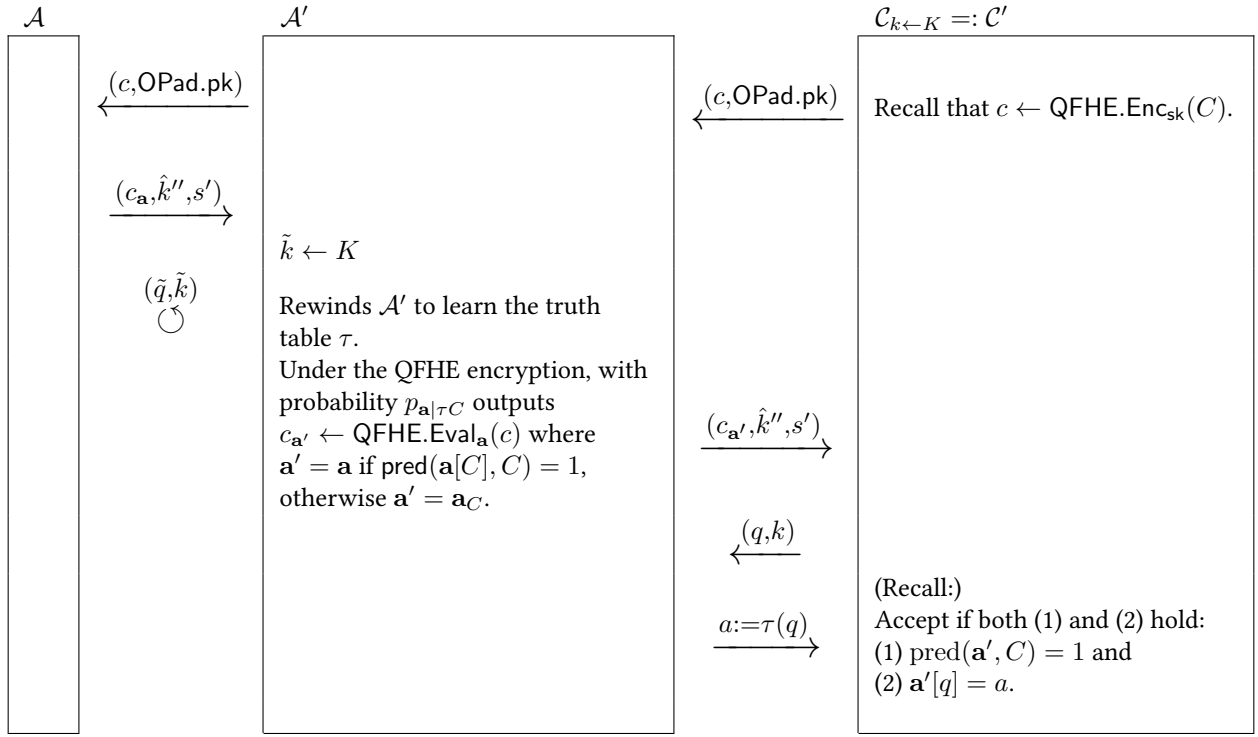 𝒜 𝒜′ 𝒞_{k←K} =: 𝒞′
(c,OPad.pk) (c,OPad.pk) Recall that c ← QFHE.Enc_{sk}(C).
(c_𝐚,k̂′′,s′)
k̃ ← K
(q̃,k̃)
↺
Rewinds 𝒜′ to learn the truth
table τ.
Under the QFHE encryption, with
probability p_{𝐚|τC} outputs
c_{𝐚′} ← QFHE.Eval_𝐚(c) where (c_{𝐚′},k̂′′,s′)
𝐚′ = 𝐚 if pred(𝐚[C], C) = 1,
otherwise 𝐚′ = 𝐚_C.
(q,k)
(Recall:)
a:=τ(q) Accept if both (1) and (2) hold:
(1) pred(𝐚′, C) = 1 and
(2) 𝐚′[q] = a.